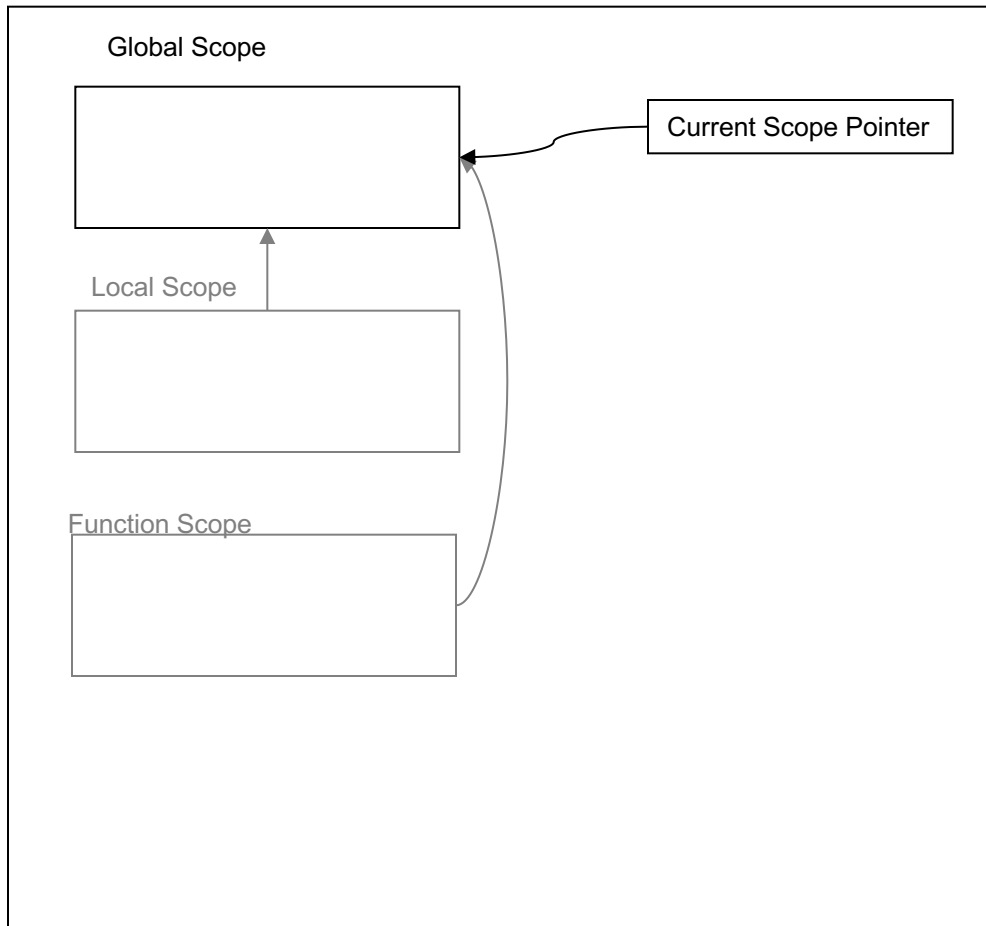 Global Scope
Current Scope Pointer
Local Scope
Function Scope